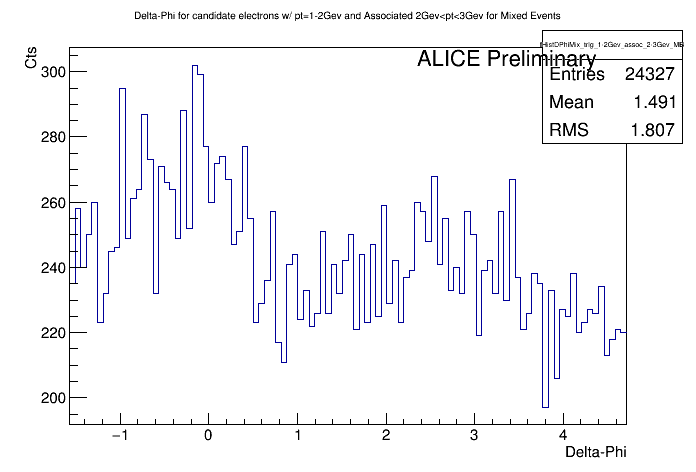 Delta-Phi for candidate electrons w/ pt=1-2Gev and Associated 2Gev<pt<3Gev for Mixed Events
HistDPhiMix_trig_1-2Gev_assoc_2-3Gev_MB
ALICE Preliminary
Entries 24327
Mean 1.491
RMS 1.807
Cts
300
280
260
240
220
200
−1 0 1 2 3 4
Delta-Phi